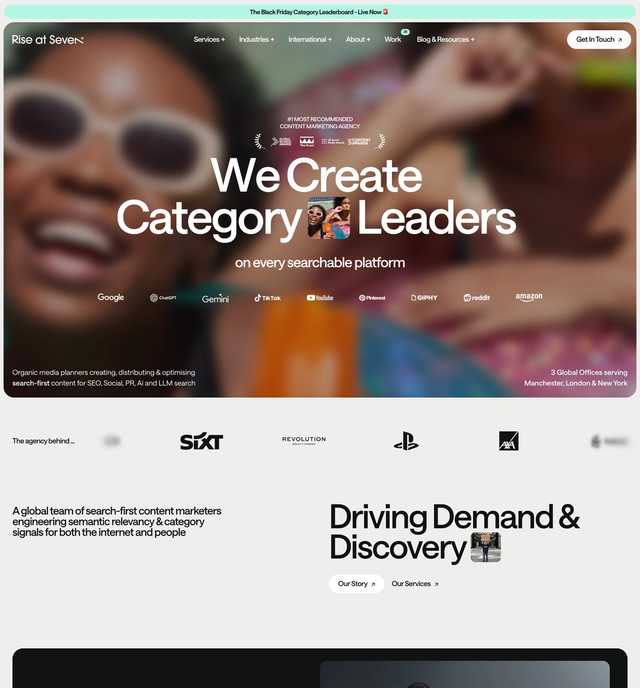 The Black Friday Category Leaderboard - Live Now 🚨
Rise at Seven
Services +
Industries +
International +
About +
Work
Blog & Resources +
Get In Touch ↗
#1 MOST RECOMMENDED
CONTENT MARKETING AGENCY
We Create
Category Leaders
on every searchable platform
Google
ChatGPT
Gemini
TikTok
YouTube
Pinterest
GIPHY
reddit
amazon
Organic media planners creating, distributing & optimising
search-first content for SEO, Social, PR, Ai and LLM search
3 Global Offices serving
Manchester, London & New York
The agency behind ...
SIXT
REVOLUTION
AXA
A global team of search-first content marketers
engineering semantic relevancy & category
signals for both the internet and people
Driving Demand &
Discovery
Our Story ↗
Our Services ↗